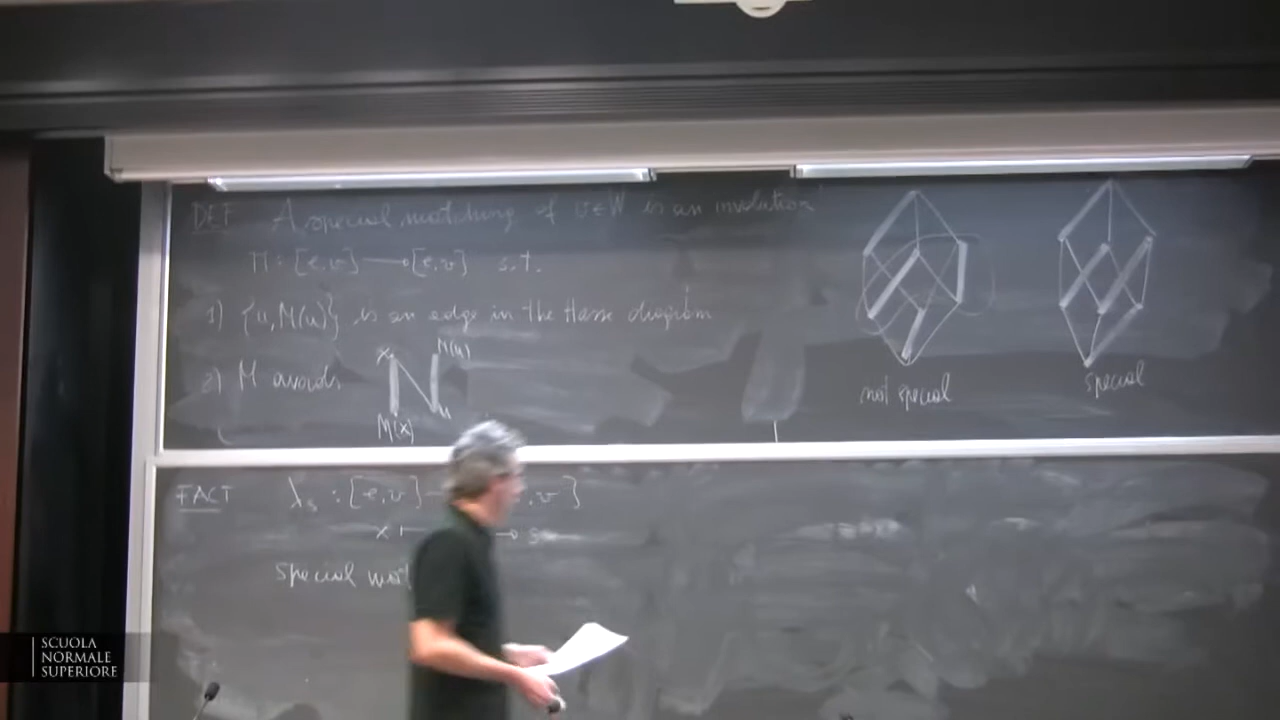 DEF A special matching of v∈W is an involution
M : [e,v] → [e,v] s.t.
1) {u, M(u)} is an edge in the Hasse diagram
2) M avoids
x M(u)
M(x) u
not special
special
FACT λs : [e,v] , v]
x ↦ s
special
SCUOLA
NORMALE
SUPERIORE